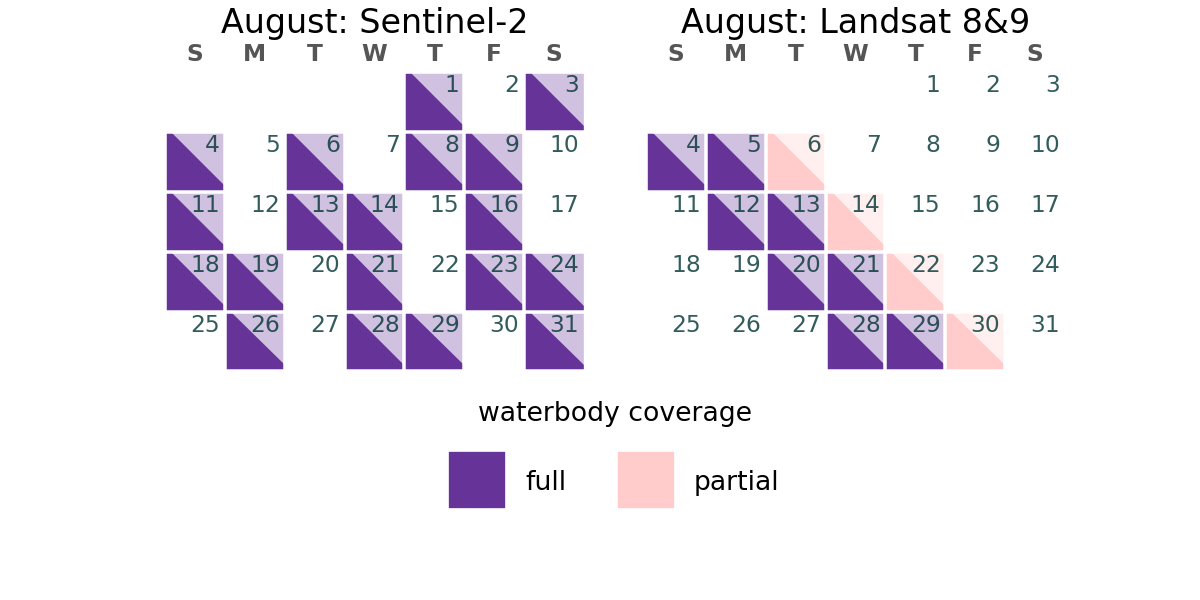 August: Sentinel-2
S M T W T F S
1 2 3
4 5 6 7 8 9 10
11 12 13 14 15 16 17
18 19 20 21 22 23 24
25 26 27 28 29 30 31
August: Landsat 8&9
S M T W T F S
1 2 3
4 5 6 7 8 9 10
11 12 13 14 15 16 17
18 19 20 21 22 23 24
25 26 27 28 29 30 31
waterbody coverage
full partial